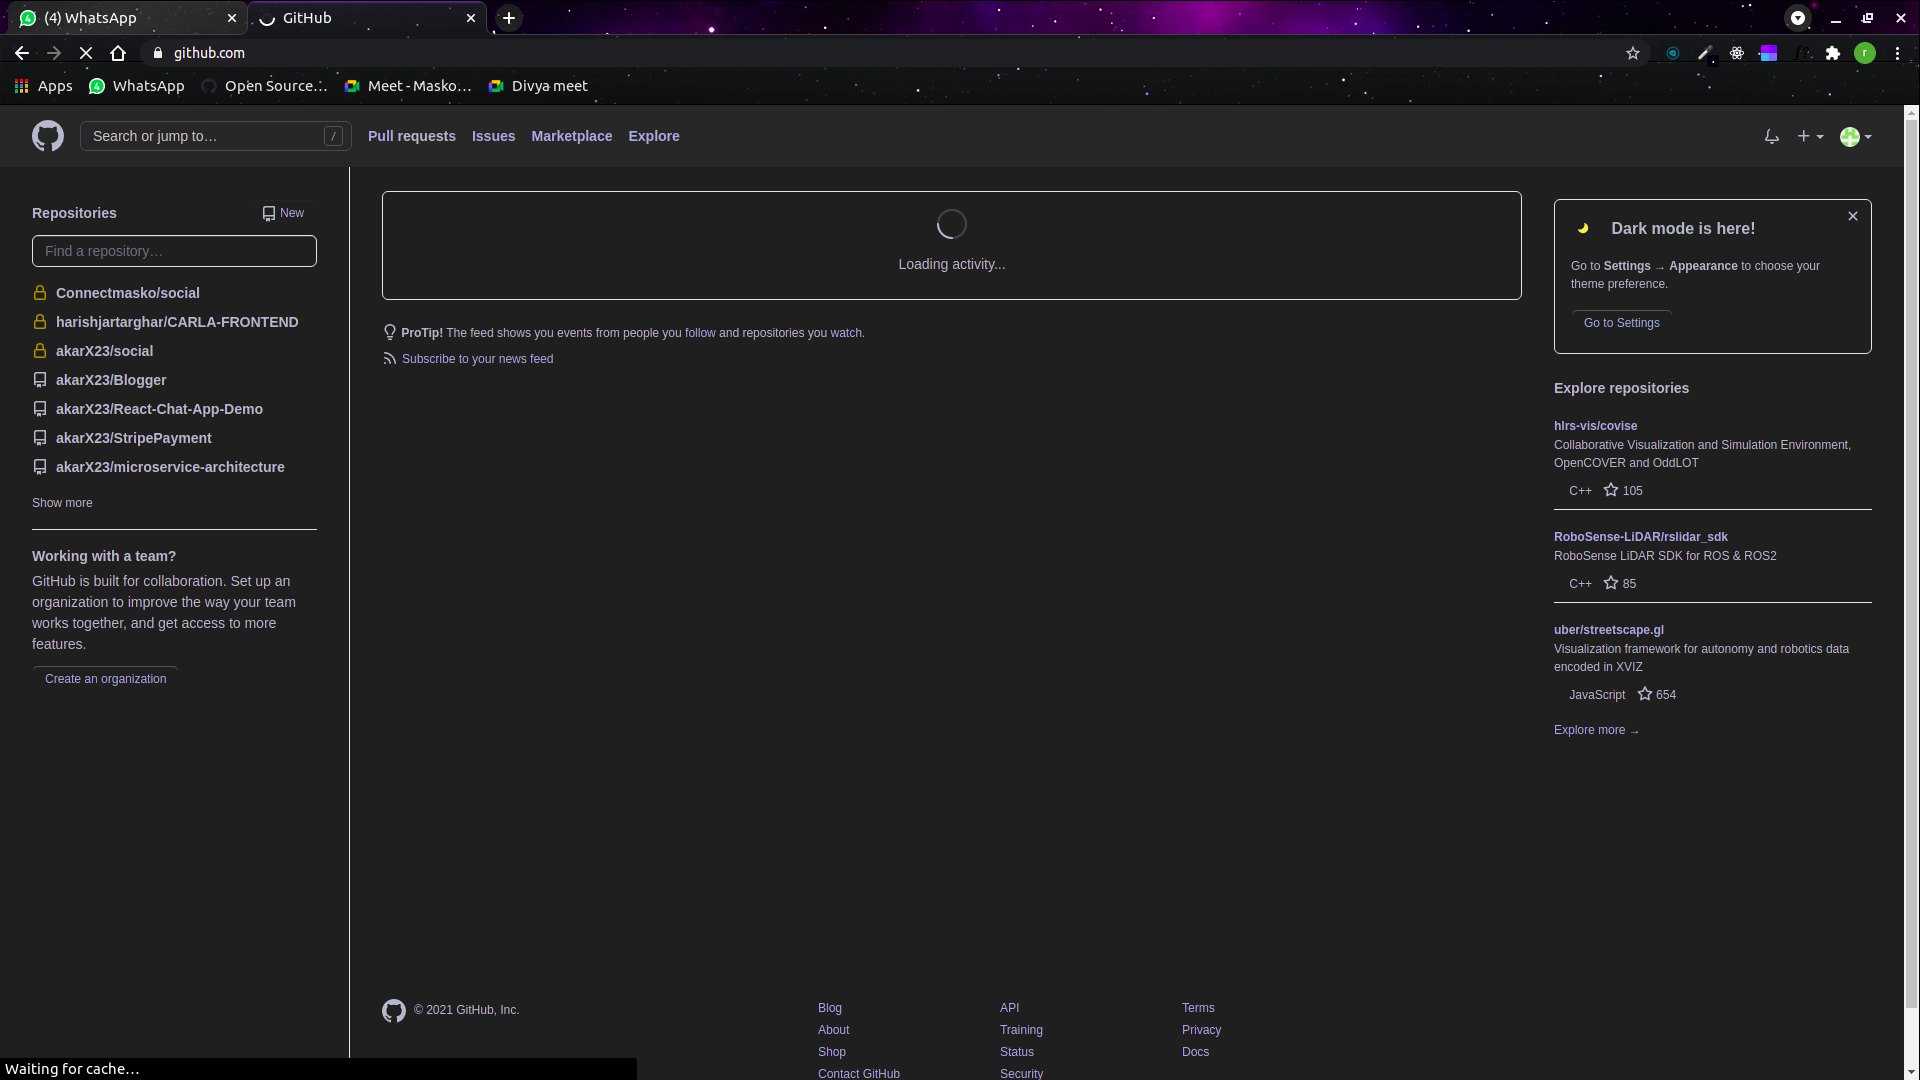 (4) WhatsApp
GitHub
github.com
r
Apps
WhatsApp
Open Source…
Meet - Masko…
Divya meet
Search or jump to…
/
Pull requests
Issues
Marketplace
Explore
Repositories
New
Find a repository…
Connectmasko/social
harishjartarghar/CARLA-FRONTEND
akarX23/social
akarX23/Blogger
akarX23/React-Chat-App-Demo
akarX23/StripePayment
akarX23/microservice-architecture
Show more
Working with a team?
GitHub is built for collaboration. Set up an
organization to improve the way your team
works together, and get access to more
features.
Create an organization
Loading activity...
ProTip! The feed shows you events from people you follow and repositories you watch.
Subscribe to your news feed
Dark mode is here!
Go to Settings → Appearance to choose your
theme preference.
Go to Settings
Explore repositories
hlrs-vis/covise
Collaborative Visualization and Simulation Environment,
OpenCOVER and OddLOT
C++ 105
RoboSense-LiDAR/rslidar_sdk
RoboSense LiDAR SDK for ROS & ROS2
C++ 85
uber/streetscape.gl
Visualization framework for autonomy and robotics data
encoded in XVIZ
JavaScript 654
Explore more →
© 2021 GitHub, Inc.
Blog
About
Shop
Contact GitHub
API
Training
Status
Security
Terms
Privacy
Docs
Waiting for cache…